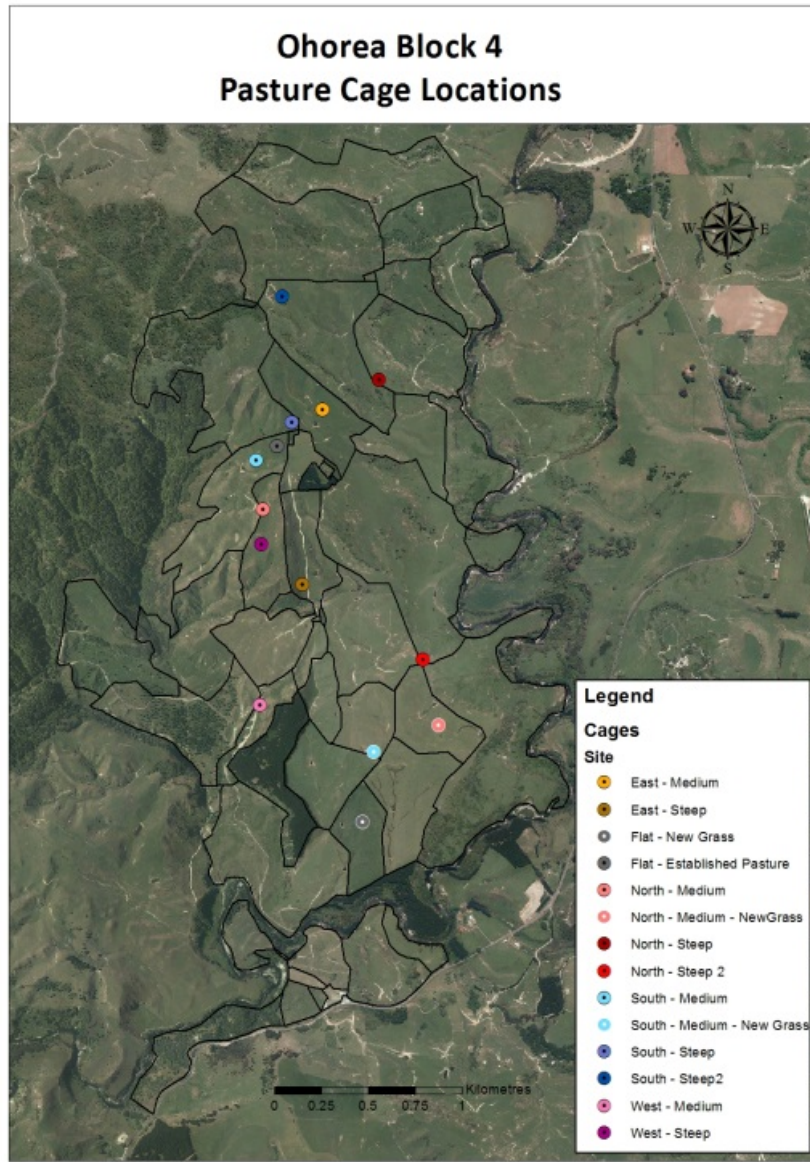 Ohorea Block 4
Pasture Cage Locations
N
W E
S
Legend
Cages
Site
East - Medium
East - Steep
Flat - New Grass
Flat - Established Pasture
North - Medium
North - Medium - NewGrass
North - Steep
North - Steep 2
South - Medium
South - Medium - New Grass
South - Steep
South - Steep2
West - Medium
West - Steep
Kilometres
0 0.25 0.5 0.75 1